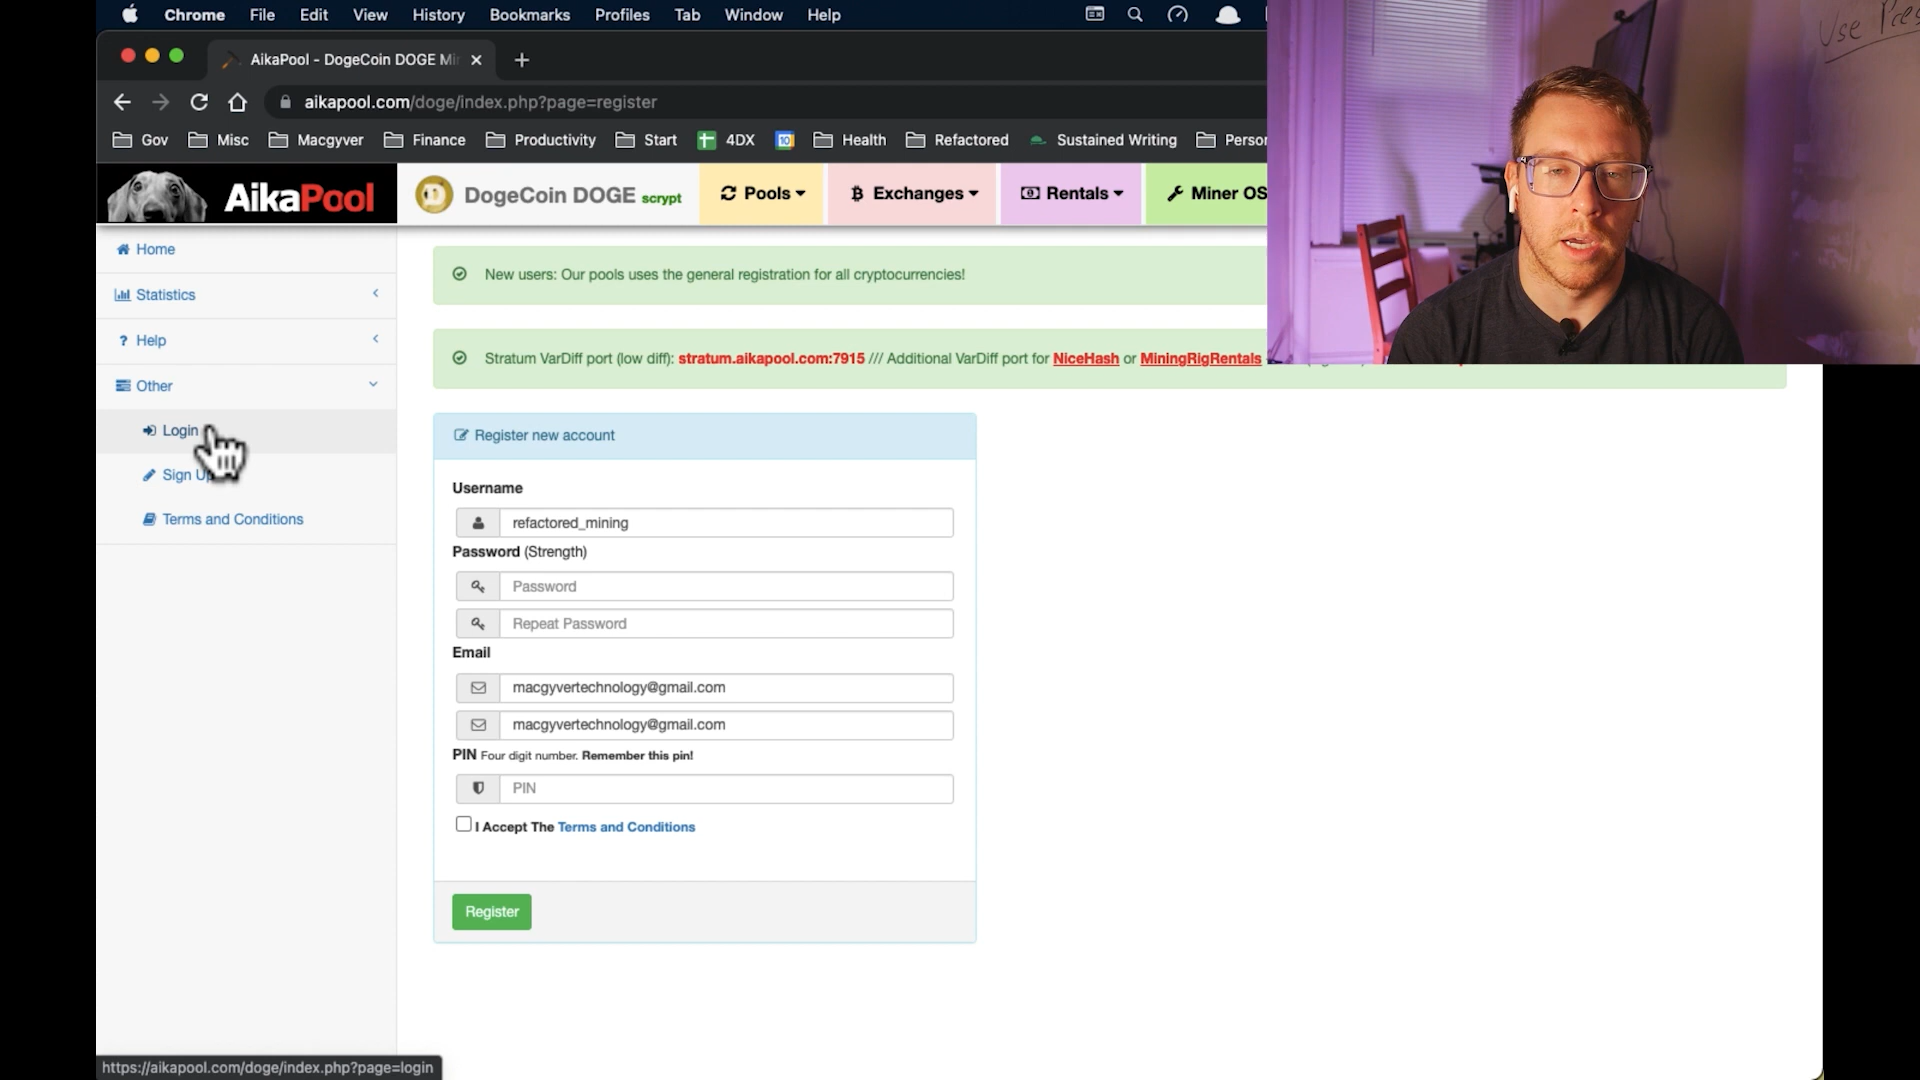 Chrome File Edit View History Bookmarks Profiles Tab Window Help
AikaPool - DogeCoin DOGE Mi
aikapool.com/doge/index.php?page=register
Gov Misc Macgyver Finance Productivity Start 4DX 10 Health Refactored Sustained Writing Perso
AikaPool DogeCoin DOGE scrypt Pools Exchanges Rentals Miner OS
Use
Home
Statistics
? Help
Other
Login
Sign U
Terms and Conditions
New users: Our pools uses the general registration for all cryptocurrencies!
Stratum VarDiff port (low diff): stratum.aikapool.com:7915 /// Additional VarDiff port for NiceHash or MiningRigRentals
Register new account
Username
refactored_mining
Password (Strength)
Password
Repeat Password
Email
macgyvertechnology@gmail.com
macgyvertechnology@gmail.com
PIN Four digit number. Remember this pin!
PIN
I Accept The Terms and Conditions
Register
https://aikapool.com/doge/index.php?page=login